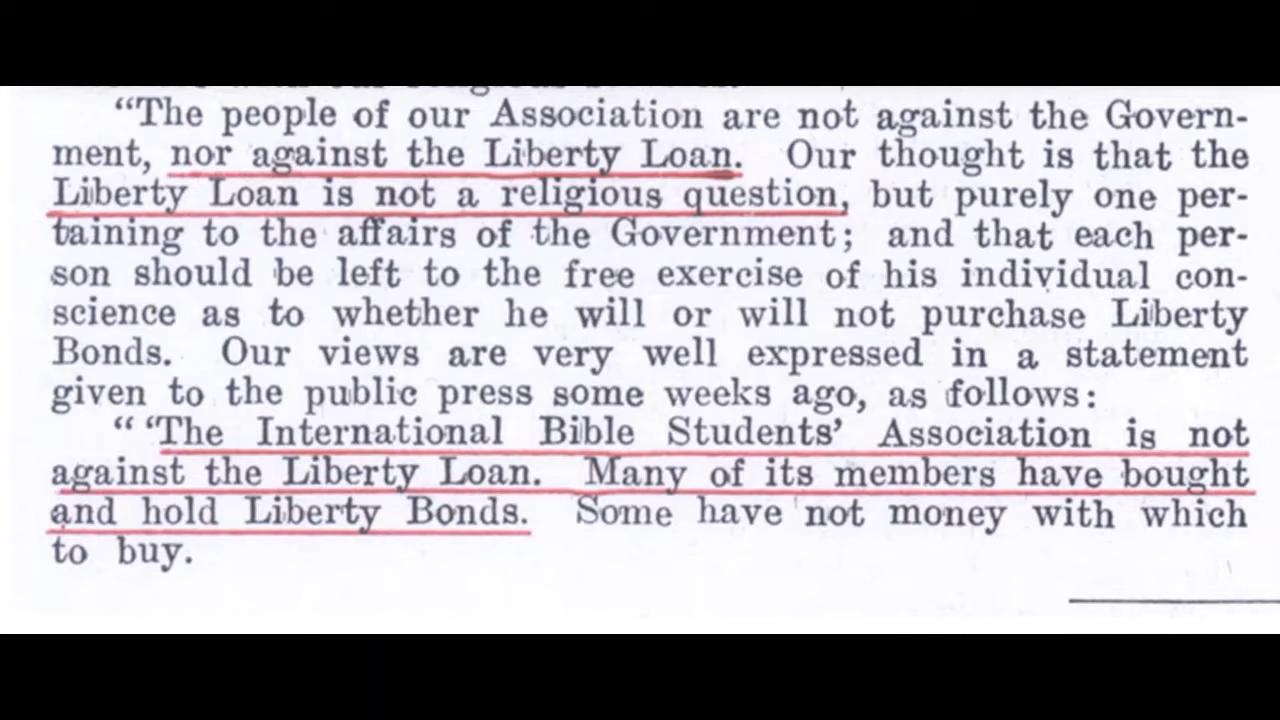 “The people of our Association are not against the Govern-
ment, nor against the Liberty Loan. Our thought is that the
Liberty Loan is not a religious question, but purely one per-
taining to the affairs of the Government; and that each per-
son should be left to the free exercise of his individual con-
science as to whether he will or will not purchase Liberty
Bonds. Our views are very well expressed in a statement
given to the public press some weeks ago, as follows:
“ ‘The International Bible Students’ Association is not
against the Liberty Loan. Many of its members have bought
and hold Liberty Bonds. Some have not money with which
to buy.